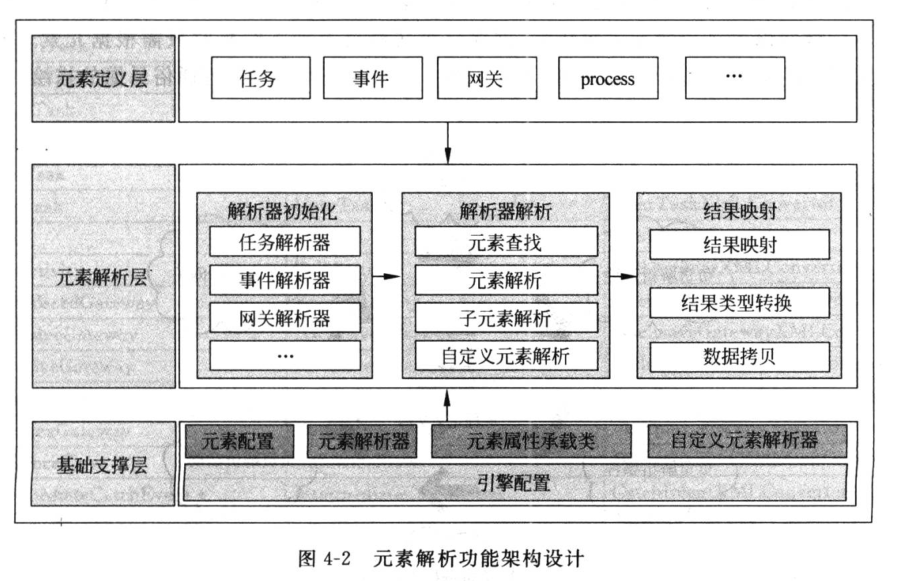 元素定义层
任务
事件
网关
process
…
元素解析层
解析器初始化
任务解析器
事件解析器
网关解析器
…
解析器解析
元素查找
元素解析
子元素解析
自定义元素解析
结果映射
结果映射
结果类型转换
数据拷贝
基础支撑层
元素配置
元素解析器
元素属性承载类
自定义元素解析器
引擎配置
图 4-2 元素解析功能架构设计